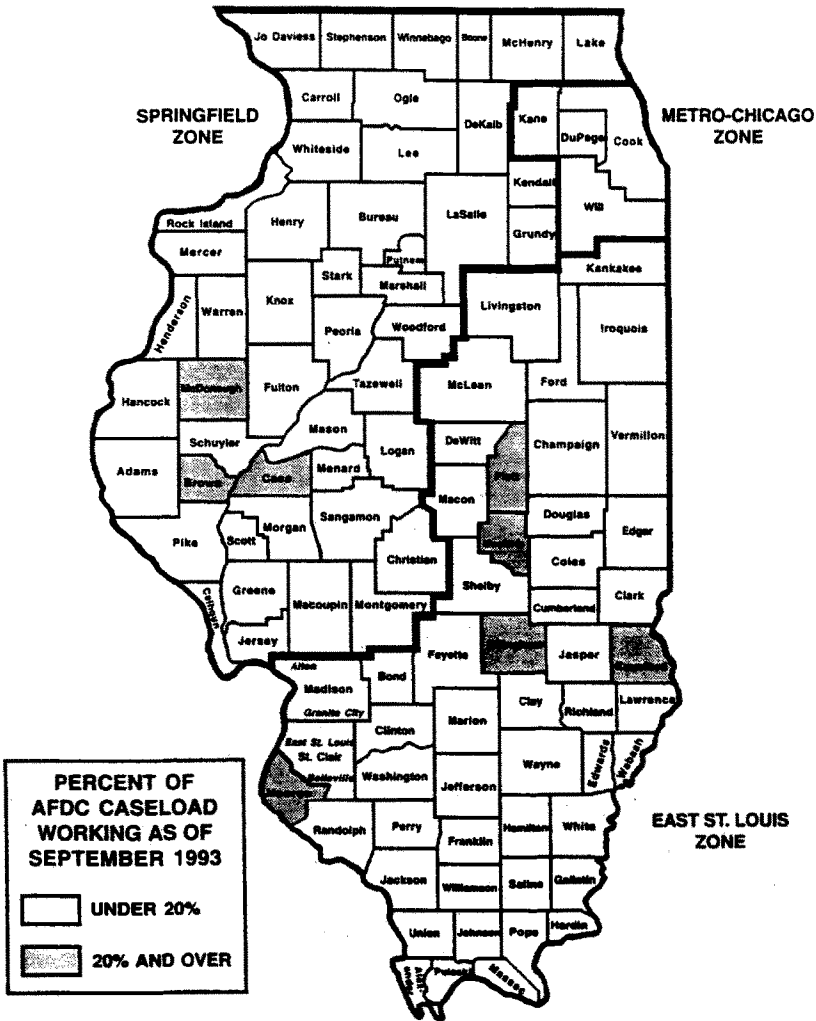 Jo Daviess
Stephenson
Winnebago
Boone
McHenry
Lake
SPRINGFIELD
ZONE
METRO-CHICAGO
ZONE
Carroll
Ogle
DeKalb
Kane
DuPage
Cook
Whiteside
Lee
Kendall
Will
Rock Island
Henry
Bureau
LaSalle
Grundy
Mercer
Putnam
Kankakee
Stark
Marshall
Henderson
Warren
Knox
Peoria
Woodford
Livingston
Iroquois
Hancock
McDonough
Fulton
Tazewell
McLean
Ford
Mason
Schuyler
Logan
DeWitt
Champaign
Vermilion
Adams
Brown
Cass
Menard
Macon
Piatt
Pike
Scott
Morgan
Sangamon
Christian
Douglas
Edgar
Coles
Shelby
Calhoun
Greene
Macoupin
Montgomery
Cumberland
Clark
Jersey
Fayette
Jasper
Alton
Madison
Granite City
Bond
Clay
Richland
Lawrence
East St. Louis
St. Clair
Belleville
Clinton
Marion
Washington
Wayne
Edwards
Wabash
Jefferson
Randolph
Perry
Franklin
Hamilton
White
EAST ST. LOUIS
ZONE
Jackson
Williamson
Saline
Gallatin
Union
Johnson
Pope
Hardin
Pulaski
Massac
PERCENT OF
AFDC CASELOAD
WORKING AS OF
SEPTEMBER 1993
UNDER 20%
20% AND OVER